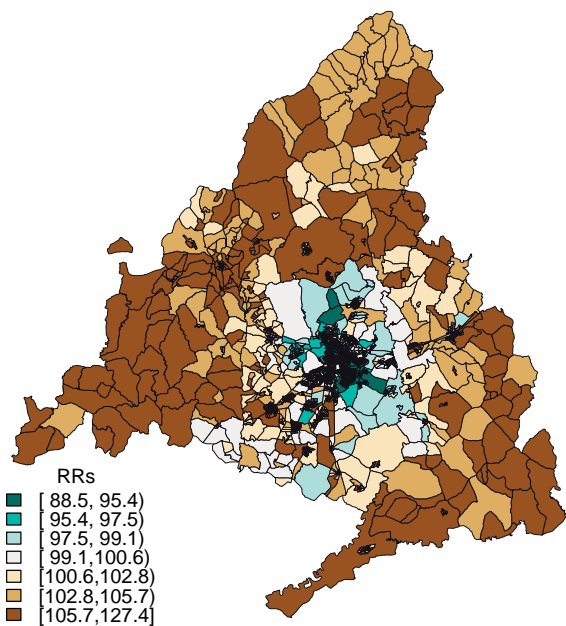 RRs
[ 88.5, 95.4)
[ 95.4, 97.5)
[ 97.5, 99.1)
[ 99.1,100.6)
[100.6,102.8)
[102.8,105.7)
[105.7,127.4]